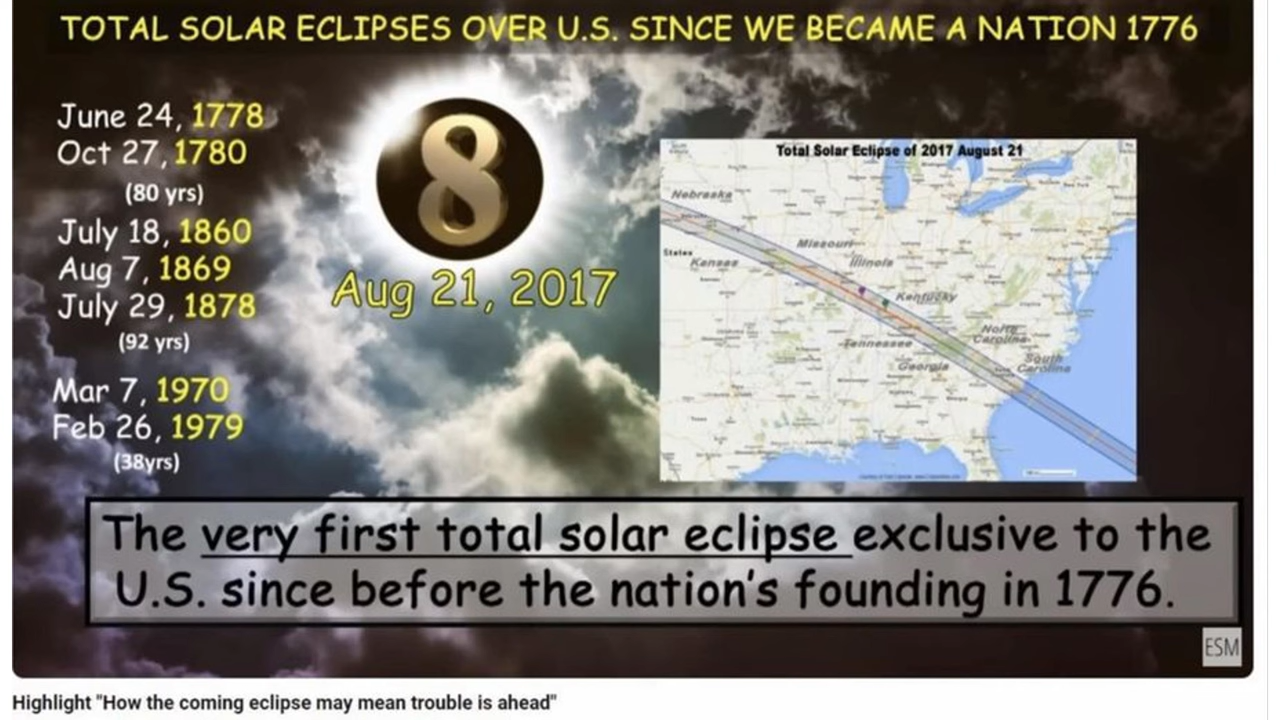 TOTAL SOLAR ECLIPSES OVER U.S. SINCE WE BECAME A NATION 1776
June 24, 1778
Oct 27, 1780
(80 yrs)
July 18, 1860
Aug 7, 1869
July 29, 1878
(92 yrs)
Mar 7, 1970
Feb 26, 1979
(38yrs)
8
Aug 21, 2017
Total Solar Eclipse of 2017 August 21
Nebraska
States
Kansas
Missouri
Illinois
Kentucky
Tennessee
North
Carolina
Georgia
South
Carolina
The very first total solar eclipse exclusive to the
U.S. since before the nation's founding in 1776.
ESM
Highlight "How the coming eclipse may mean trouble is ahead"